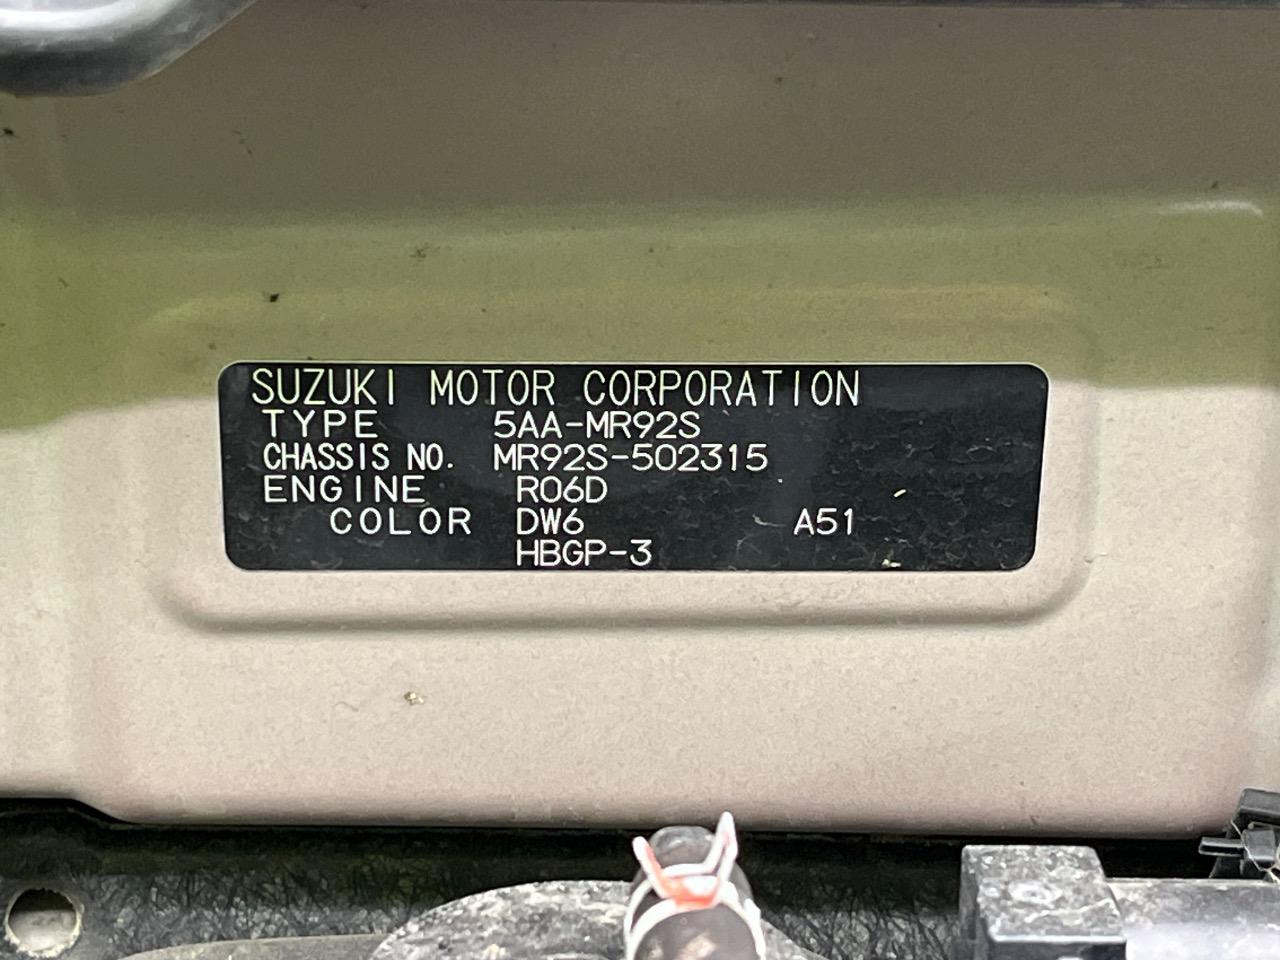 SUZUKI MOTOR CORPORATION
TYPE 5AA-MR92S
CHASSIS NO. MR92S-502315
ENGINE R06D
COLOR DW6 A51
HBGP-3